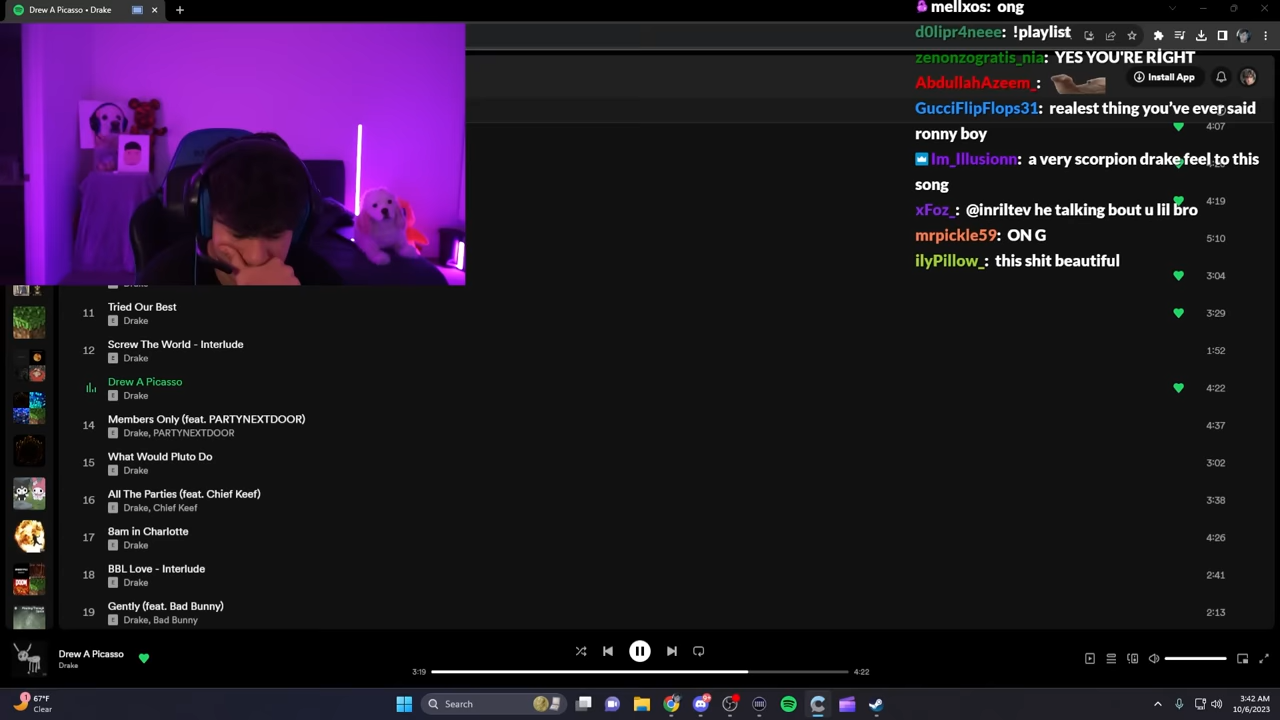 Drew A Picasso • Drake
mellxos: ong
d0lipr4neee: !playlist
zenonzogratis_nia: YES YOU'RE RIGHT
AbdullahAzeem_:
Install App
GucciFlipFlops31: realest thing you've ever said
ronny boy
4:07
Im_Illusionn: a very scorpion drake feel to this
song
xFoz_: @inriltev he talking bout u lil bro
4:19
mrpickle59: ON G
5:10
ilyPillow_: this shit beautiful
3:04
11 Tried Our Best 3:29
E Drake
12 Screw The World - Interlude 1:52
E Drake
Drew A Picasso 4:22
E Drake
14 Members Only (feat. PARTYNEXTDOOR) 4:37
E Drake, PARTYNEXTDOOR
15 What Would Pluto Do 3:02
E Drake
16 All The Parties (feat. Chief Keef) 3:38
E Drake, Chief Keef
17 8am in Charlotte 4:26
E Drake
18 BBL Love - Interlude 2:41
E Drake
19 Gently (feat. Bad Bunny) 2:13
E Drake, Bad Bunny
Drew A Picasso
Drake
3:19 4:22
67°F
Clear
Search
3:42 AM
10/6/2023